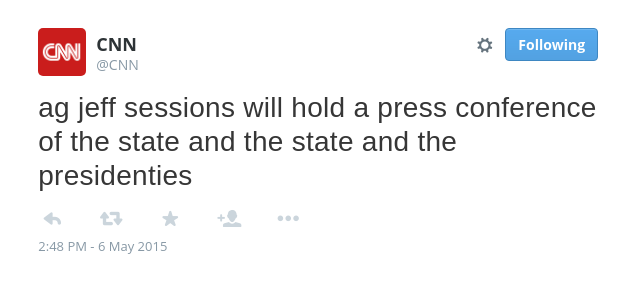 CNN
CNN
@CNN
Following
ag jeff sessions will hold a press conference
of the state and the state and the
presidenties
2:48 PM - 6 May 2015